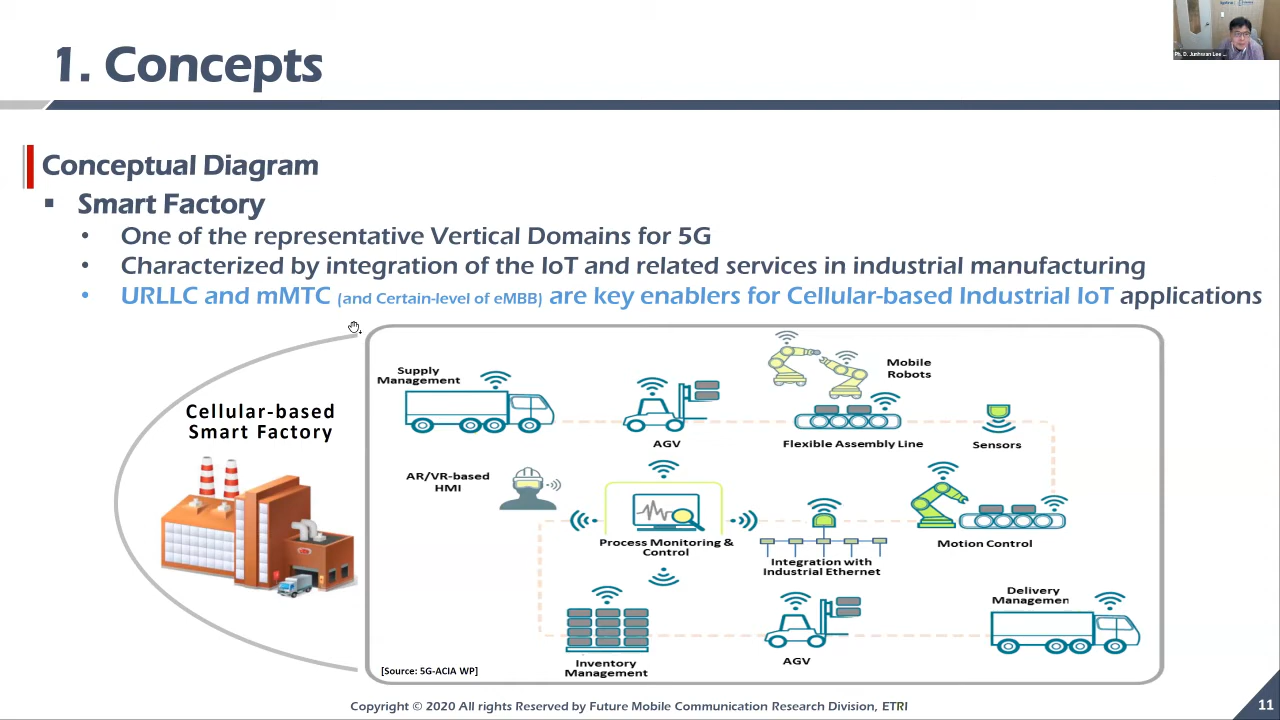 1. Concepts
Ph. D. Junhwan Lee ...
Conceptual Diagram
▪ Smart Factory
• One of the representative Vertical Domains for 5G
• Characterized by integration of the IoT and related services in industrial manufacturing
• URLLC and mMTC (and Certain-level of eMBB) are key enablers for Cellular-based Industrial IoT applications
Cellular-based
Smart Factory
Supply
Management
AGV
Mobile
Robots
Flexible Assembly Line
Sensors
AR/VR-based
HMI
Process Monitoring &
Control
Integration with
Industrial Ethernet
Motion Control
Inventory
Management
AGV
Delivery
Managemen
[Source: 5G-ACIA WP]
Copyright © 2020 All rights Reserved by Future Mobile Communication Research Division, ETRI
11